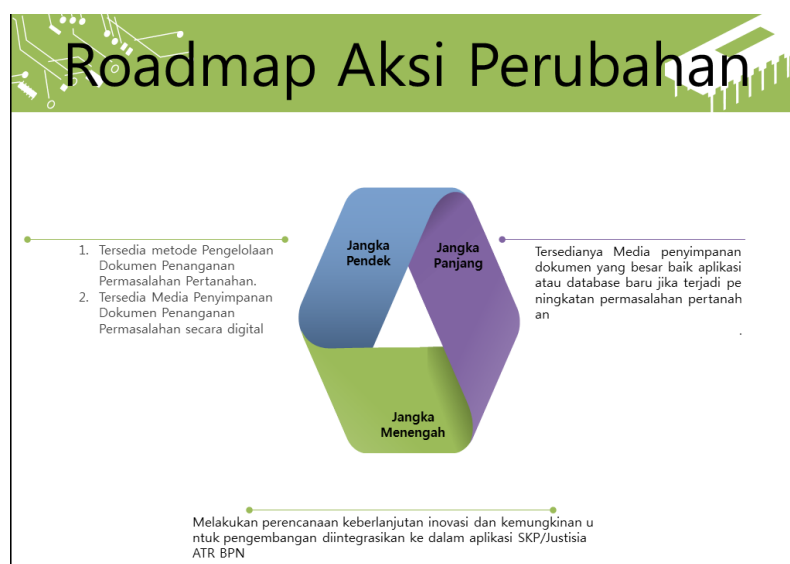 Roadmap Aksi Perubahan
1. Tersedia metode Pengelolaan
Dokumen Penanganan
Permasalahan Pertanahan.
2. Tersedia Media Penyimpanan
Dokumen Penanganan
Permasalahan secara digital
Jangka
Pendek
Jangka
Panjang
Tersedianya Media penyimpanan
dokumen yang besar baik aplikasi
atau database baru jika terjadi pe
ningkatan permasalahan pertanah
an
.
Jangka
Menengah
Melakukan perencanaan keberlanjutan inovasi dan kemungkinan u
ntuk pengembangan diintegrasikan ke dalam aplikasi SKP/Justisia
ATR BPN